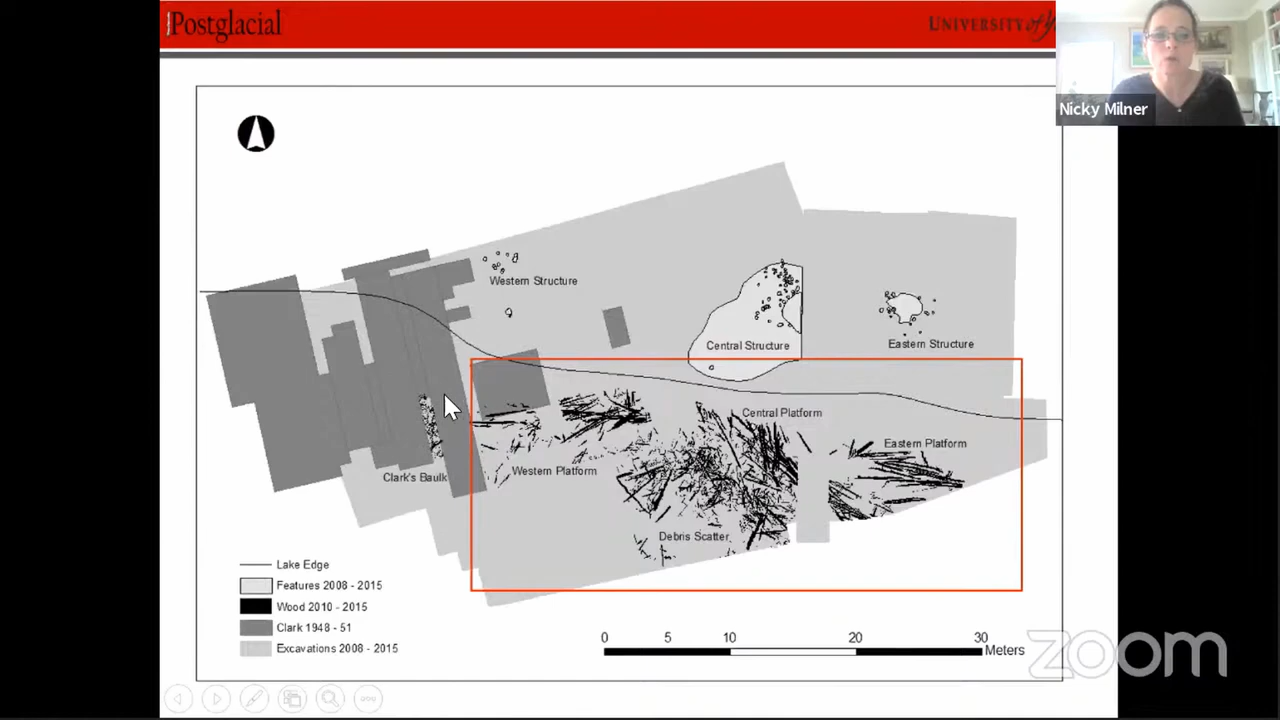 Postglacial
UNIVERSITY of
Nicky Milner
Western Structure
Central Structure
Eastern Structure
Central Platform
Eastern Platform
Western Platform
Clark's Baulk
Debris Scatter
Lake Edge
Features 2008 - 2015
Wood 2010 - 2015
Clark 1948 - 51
Excavations 2008 - 2015
0 5 10 20 30
Meters
zoom